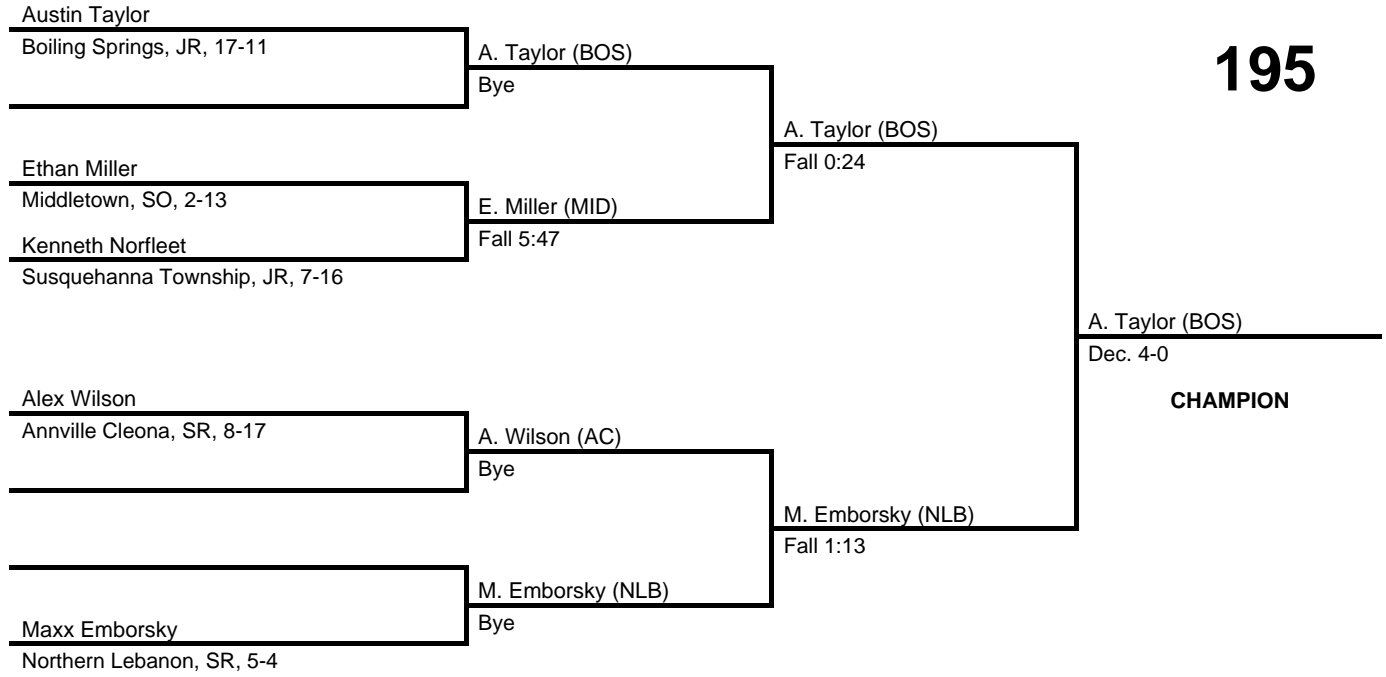 Austin Taylor
Boiling Springs, JR, 17-11
A. Taylor (BOS)
Bye
195
A. Taylor (BOS)
Fall 0:24
Ethan Miller
Middletown, SO, 2-13
E. Miller (MID)
Fall 5:47
Kenneth Norfleet
Susquehanna Township, JR, 7-16
A. Taylor (BOS)
Dec. 4-0
CHAMPION
Alex Wilson
Annville Cleona, SR, 8-17
A. Wilson (AC)
Bye
M. Emborsky (NLB)
Fall 1:13
M. Emborsky (NLB)
Bye
Maxx Emborsky
Northern Lebanon, SR, 5-4